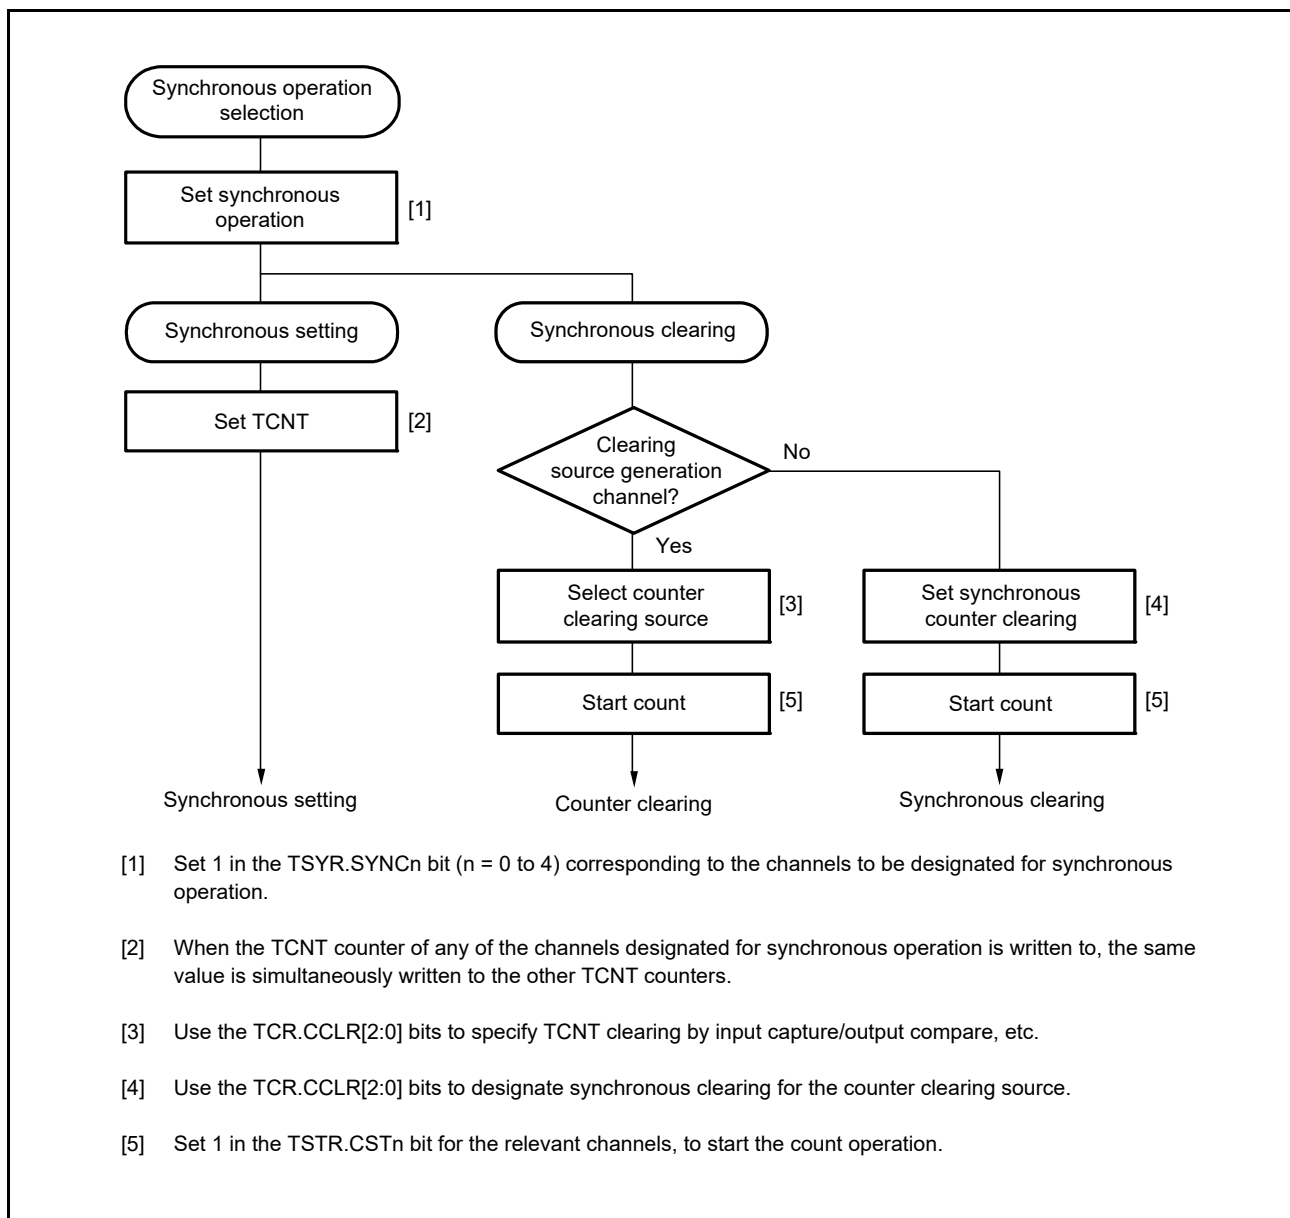 Synchronous operation
selection
Set synchronous
operation
[1]
Synchronous setting
Synchronous clearing
Set TCNT
[2]
Clearing
source generation
channel?
No
Yes
Select counter
clearing source
[3]
Set synchronous
counter clearing
[4]
Start count
[5]
Start count
[5]
Synchronous setting
Counter clearing
Synchronous clearing
[1] Set 1 in the TSYR.SYNCn bit (n = 0 to 4) corresponding to the channels to be designated for synchronous
operation.
[2] When the TCNT counter of any of the channels designated for synchronous operation is written to, the same
value is simultaneously written to the other TCNT counters.
[3] Use the TCR.CCLR[2:0] bits to specify TCNT clearing by input capture/output compare, etc.
[4] Use the TCR.CCLR[2:0] bits to designate synchronous clearing for the counter clearing source.
[5] Set 1 in the TSTR.CSTn bit for the relevant channels, to start the count operation.